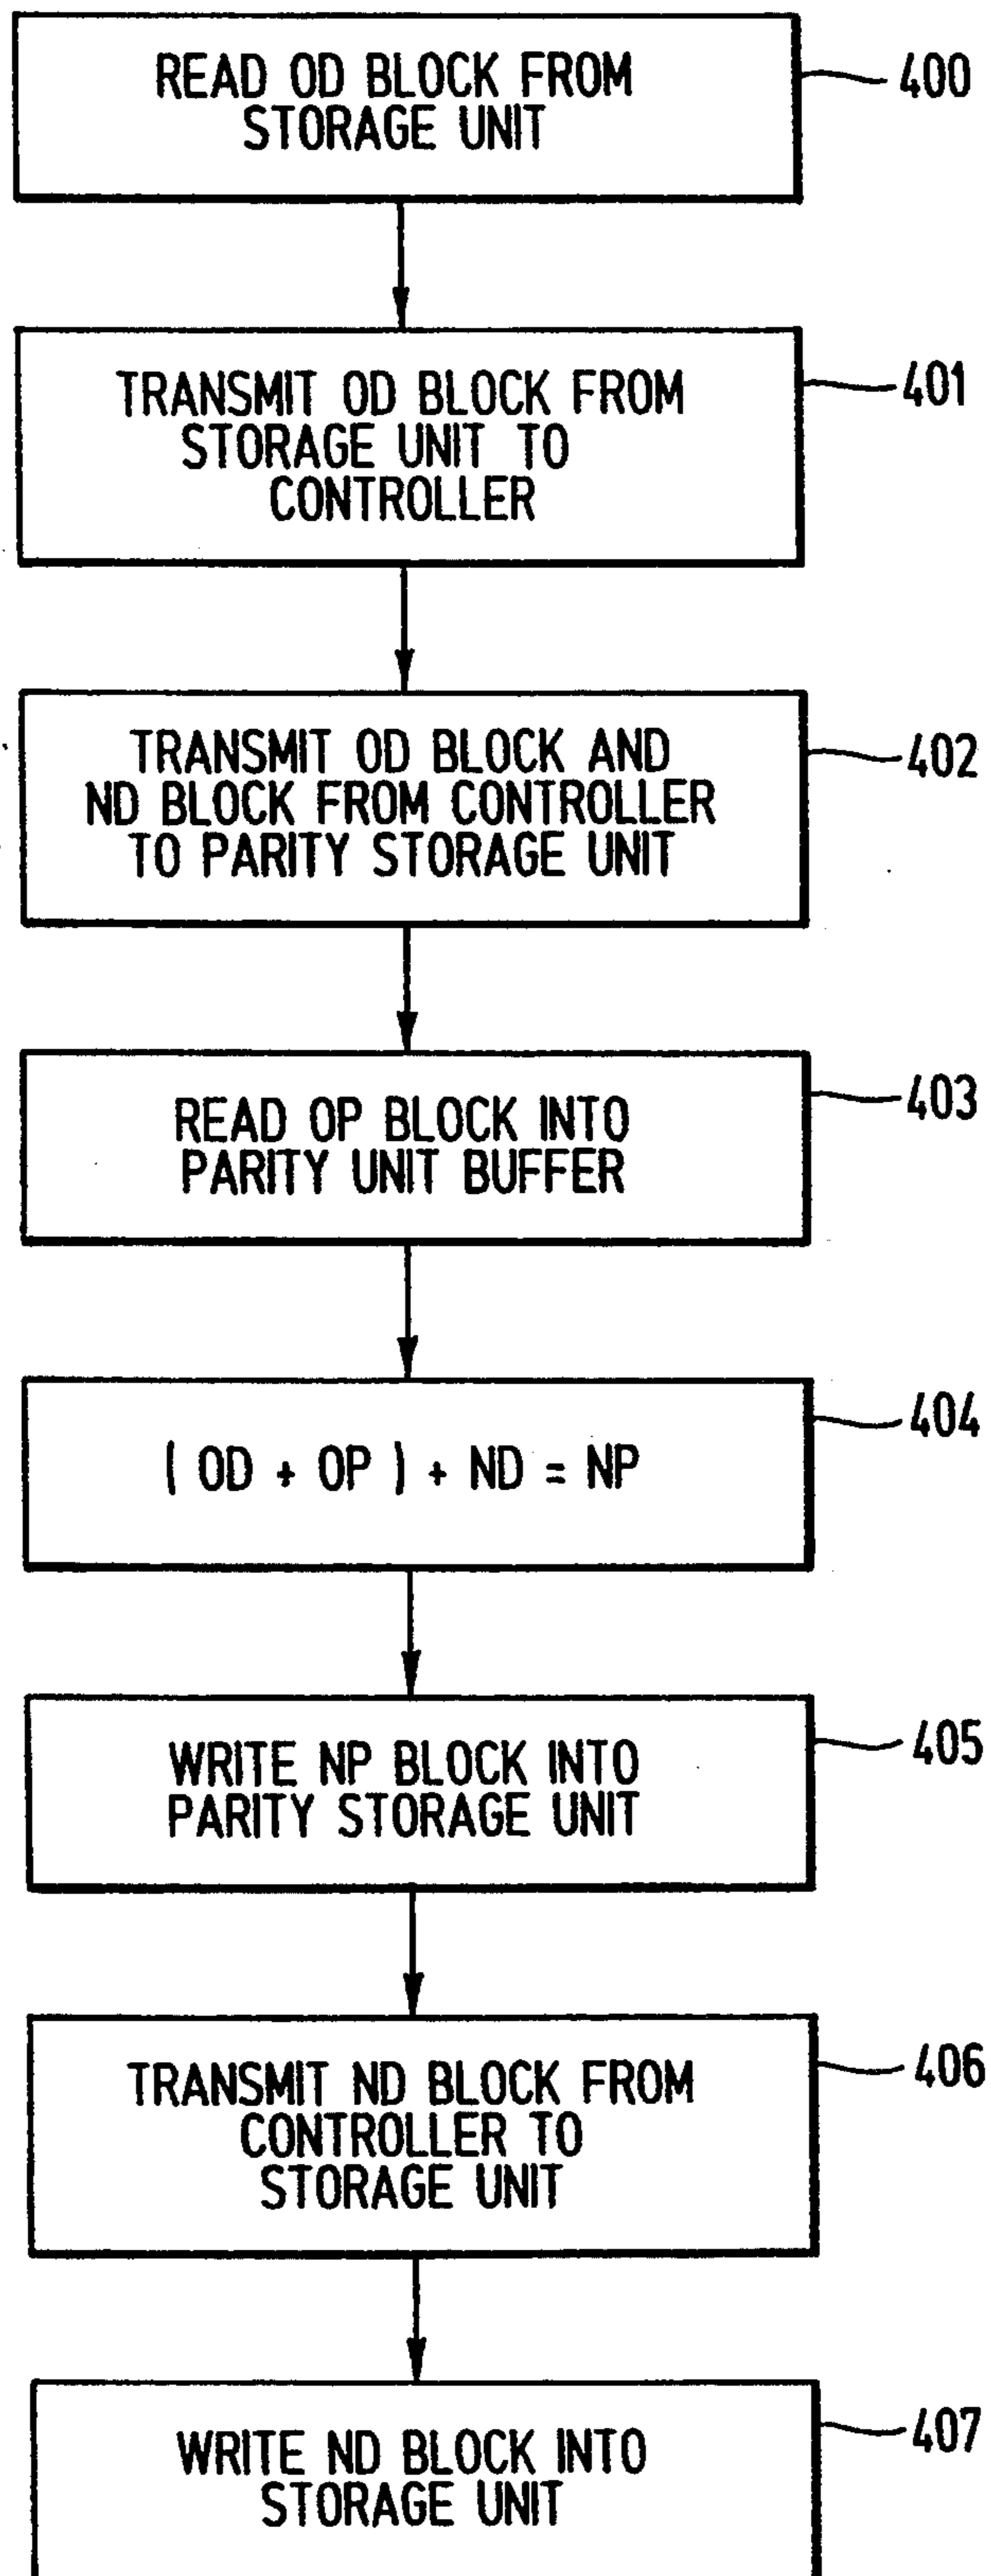 READ OD BLOCK FROM
STORAGE UNIT
400
TRANSMIT OD BLOCK FROM
STORAGE UNIT TO
CONTROLLER
401
TRANSMIT OD BLOCK AND
ND BLOCK FROM CONTROLLER
TO PARITY STORAGE UNIT
402
READ OP BLOCK INTO
PARITY UNIT BUFFER
403
( OD + OP ) + ND = NP
404
WRITE NP BLOCK INTO
PARITY STORAGE UNIT
405
TRANSMIT ND BLOCK FROM
CONTROLLER TO
STORAGE UNIT
406
WRITE ND BLOCK INTO
STORAGE UNIT
407